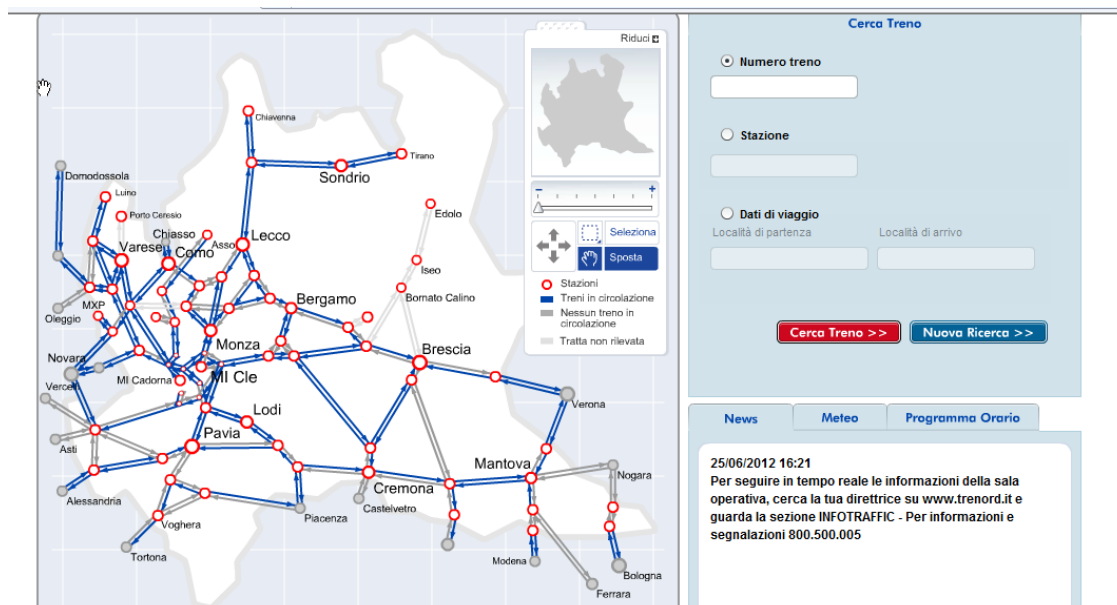 Riduci
Chiavenna
Tirano
Sondrio
Domodossola
Luino
Porto Ceresio
Edolo
Chiasso
Varese
Como
Asso
Lecco
Iseo
Bornato Calino
MXP
Bergamo
Oleggio
Monza
Brescia
Novara
MI Cadorna
MI Cle
Vercell
Verona
Lodi
Asti
Pavia
Mantova
Nogara
Cremona
Alessandria
Castelvetro
Piacenza
Voghera
Tortona
Modena
Bologna
Ferrara
Seleziona
Sposta
Stazioni
Treni in circolazione
Nessun treno in
circolazione
Tratta non rilevata
Cerca Treno
Numero treno
Stazione
Dati di viaggio
Località di partenza Località di arrivo
Cerca Treno >> Nuova Ricerca >>
News Meteo Programma Orario
25/06/2012 16:21
Per seguire in tempo reale le informazioni della sala
operativa, cerca la tua direttrice su www.trenord.it e
guarda la sezione INFOTRAFFIC - Per informazioni e
segnalazioni 800.500.005